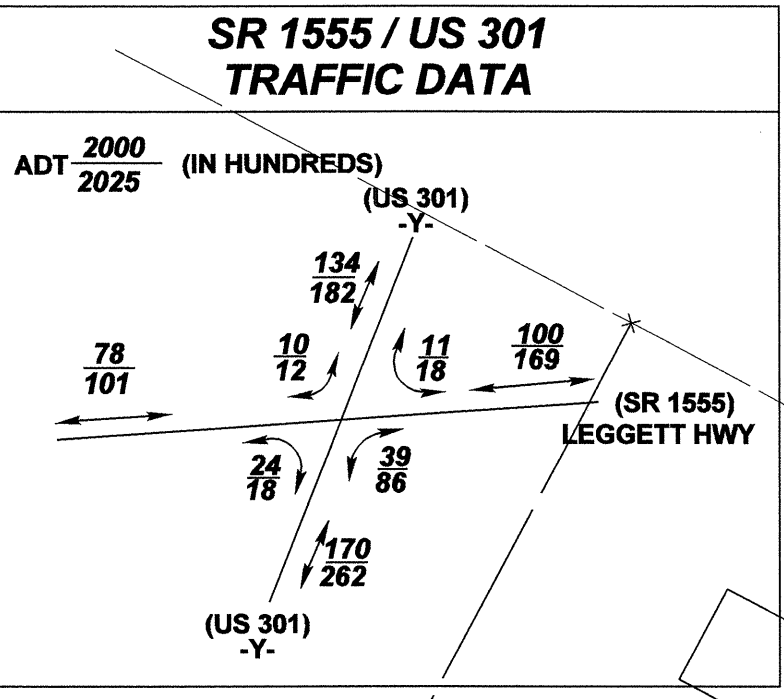 SR 1555 / US 301
TRAFFIC DATA
ADT 2000 (IN HUNDREDS)
2025
(US 301)
-Y-
134
182
10
12
11
18
100
169
78
101
(SR 1555)
LEGGETT HWY
24
18
39
86
170
262
(US 301)
-Y-